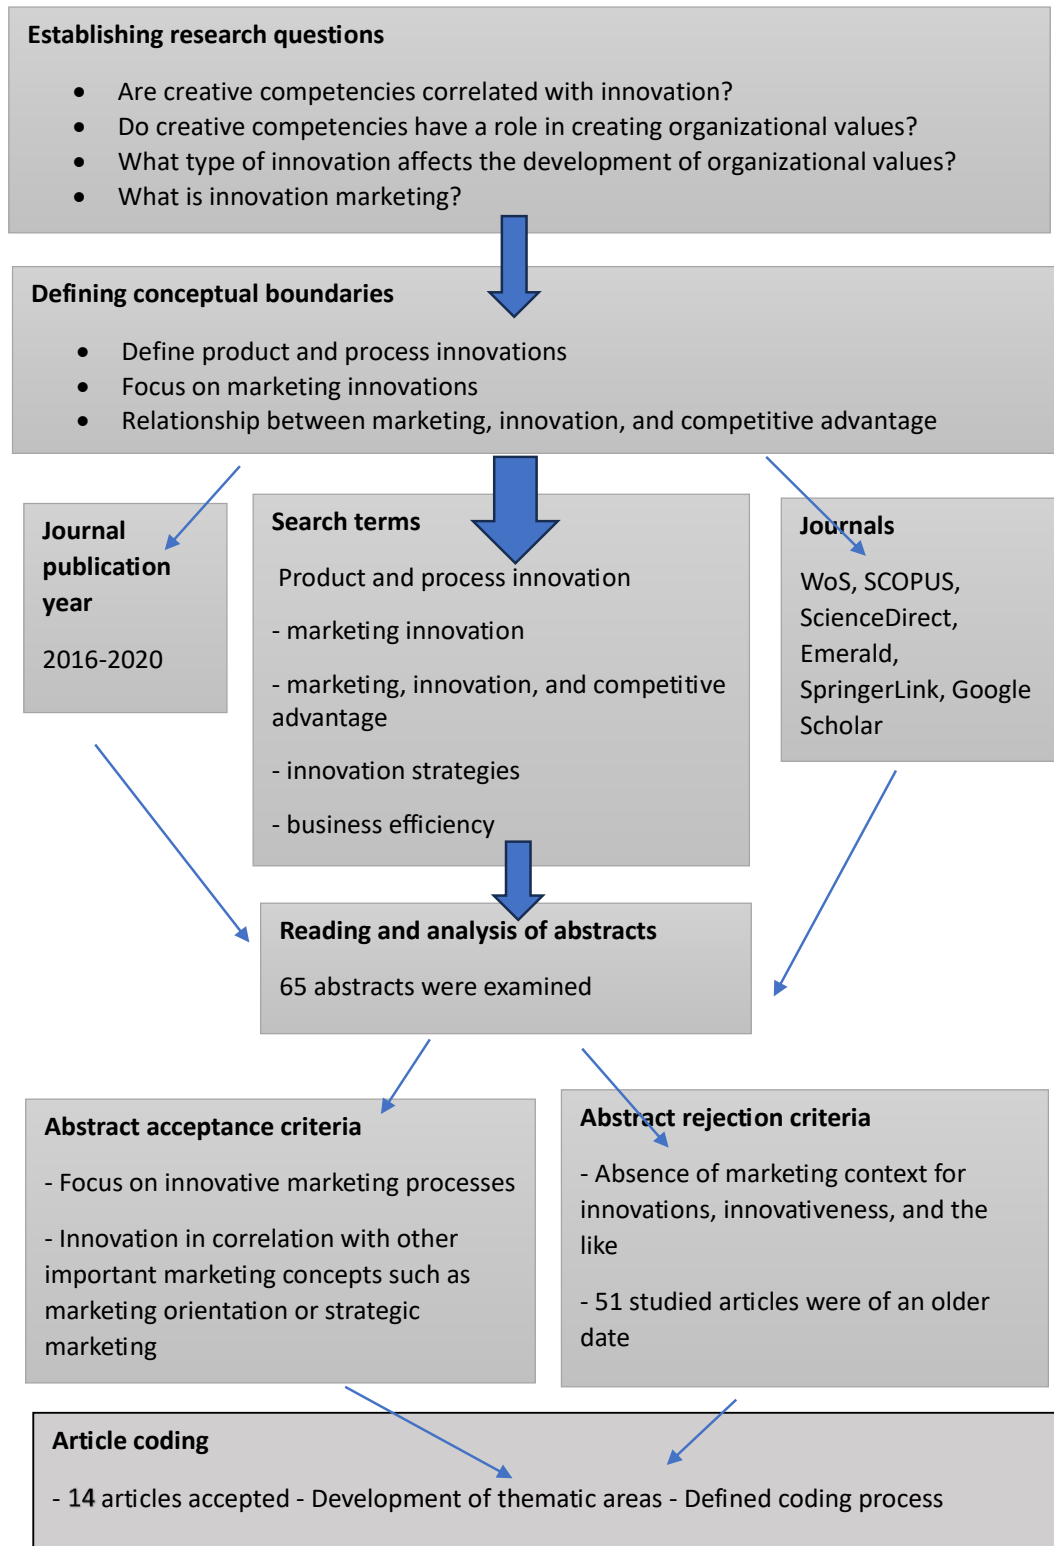 Establishing research questions
• Are creative competencies correlated with innovation?
• Do creative competencies have a role in creating organizational values?
• What type of innovation affects the development of organizational values?
• What is innovation marketing?
Defining conceptual boundaries
• Define product and process innovations
• Focus on marketing innovations
• Relationship between marketing, innovation, and competitive advantage
Journal
publication
year
2016-2020
Search terms
Product and process innovation
- marketing innovation
- marketing, innovation, and competitive
advantage
- innovation strategies
- business efficiency
Journals
WoS, SCOPUS,
ScienceDirect,
Emerald,
SpringerLink, Google
Scholar
Reading and analysis of abstracts
65 abstracts were examined
Abstract acceptance criteria
- Focus on innovative marketing processes
- Innovation in correlation with other
important marketing concepts such as
marketing orientation or strategic
marketing
Abstract rejection criteria
- Absence of marketing context for
innovations, innovativeness, and the
like
- 51 studied articles were of an older
date
Article coding
- 14 articles accepted - Development of thematic areas - Defined coding process